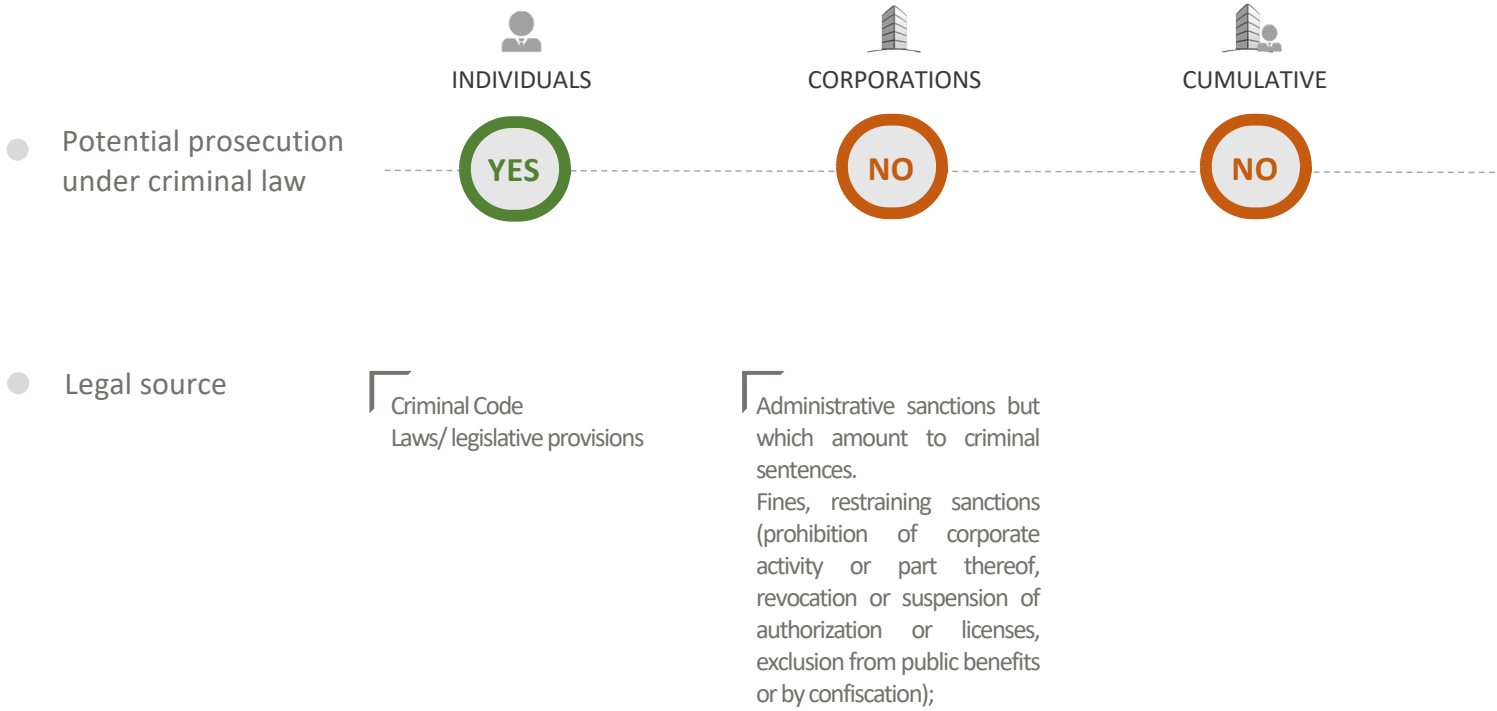 INDIVIDUALS
CORPORATIONS
CUMULATIVE
Potential prosecution
under criminal law
YES
NO
NO
Legal source
Criminal Code
Laws/ legislative provisions
Administrative sanctions but
which amount to criminal
sentences.
Fines, restraining sanctions
(prohibition of corporate
activity or part thereof,
revocation or suspension of
authorization or licenses,
exclusion from public benefits
or by confiscation);